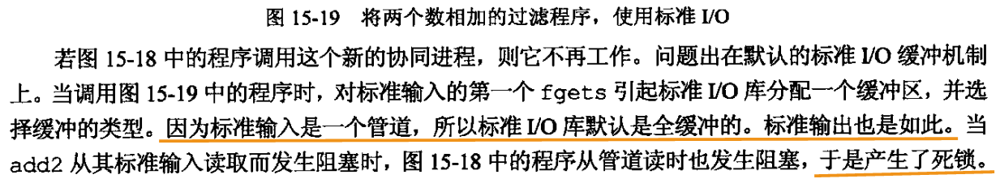 图 15-19 将两个数相加的过滤程序，使用标准 I/O
若图 15-18 中的程序调用这个新的协同进程，则它不再工作。问题出在默认的标准 I/O 缓冲机制
上。当调用图 15-19 中的程序时，对标准输入的第一个 fgets 引起标准 I/O 库分配一个缓冲区，并选
择缓冲的类型。因为标准输入是一个管道，所以标准 I/O 库默认是全缓冲的。标准输出也是如此。当
add2 从其标准输入读取而发生阻塞时，图 15-18 中的程序从管道读时也发生阻塞，于是产生了死锁。